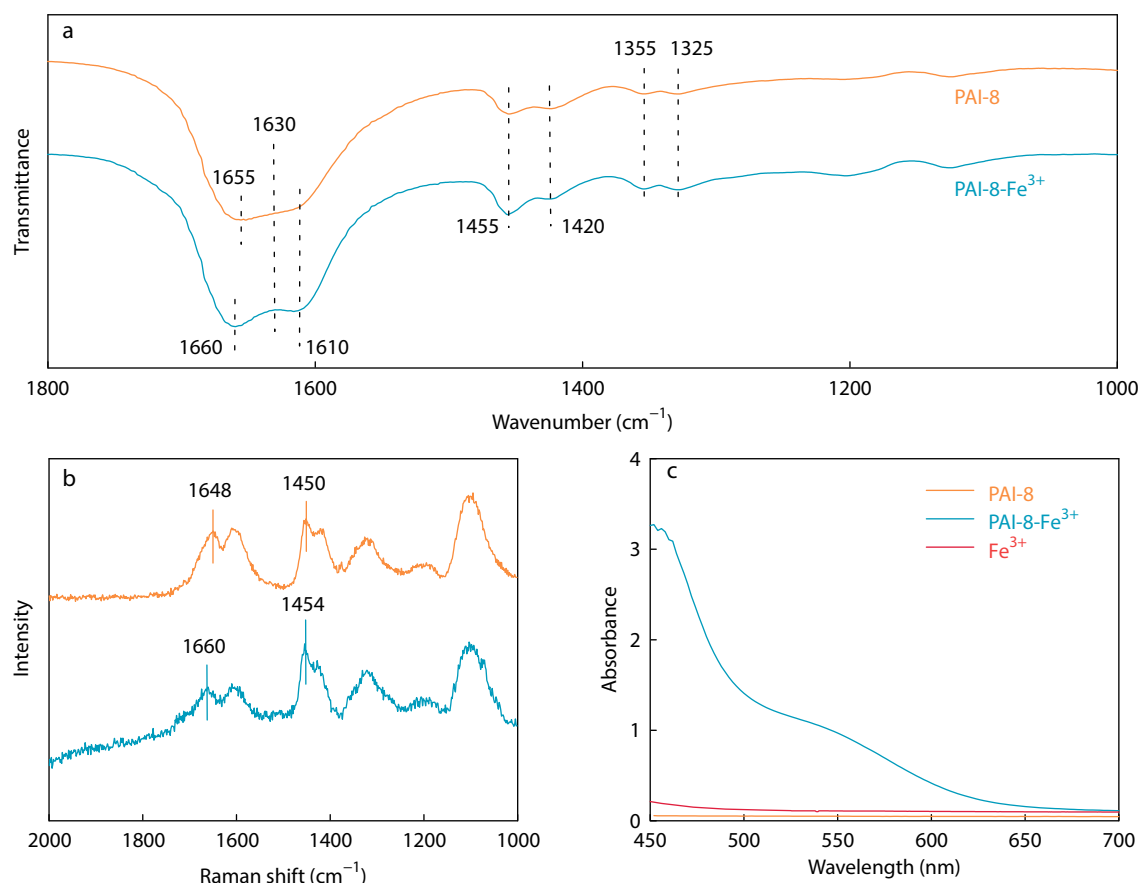 a
1355 1325
PAI-8
1630
1655
PAI-8-Fe³⁺
1455 1420
1660 1610
Transmittance
1800 1600 1400 1200 1000
Wavenumber (cm⁻¹)
b
1648 1450
1454
1660
Intensity
2000 1800 1600 1400 1200 1000
Raman shift (cm⁻¹)
c
4
3
2
1
0
PAI-8
PAI-8-Fe³⁺
Fe³⁺
Absorbance
450 500 550 600 650 700
Wavelength (nm)